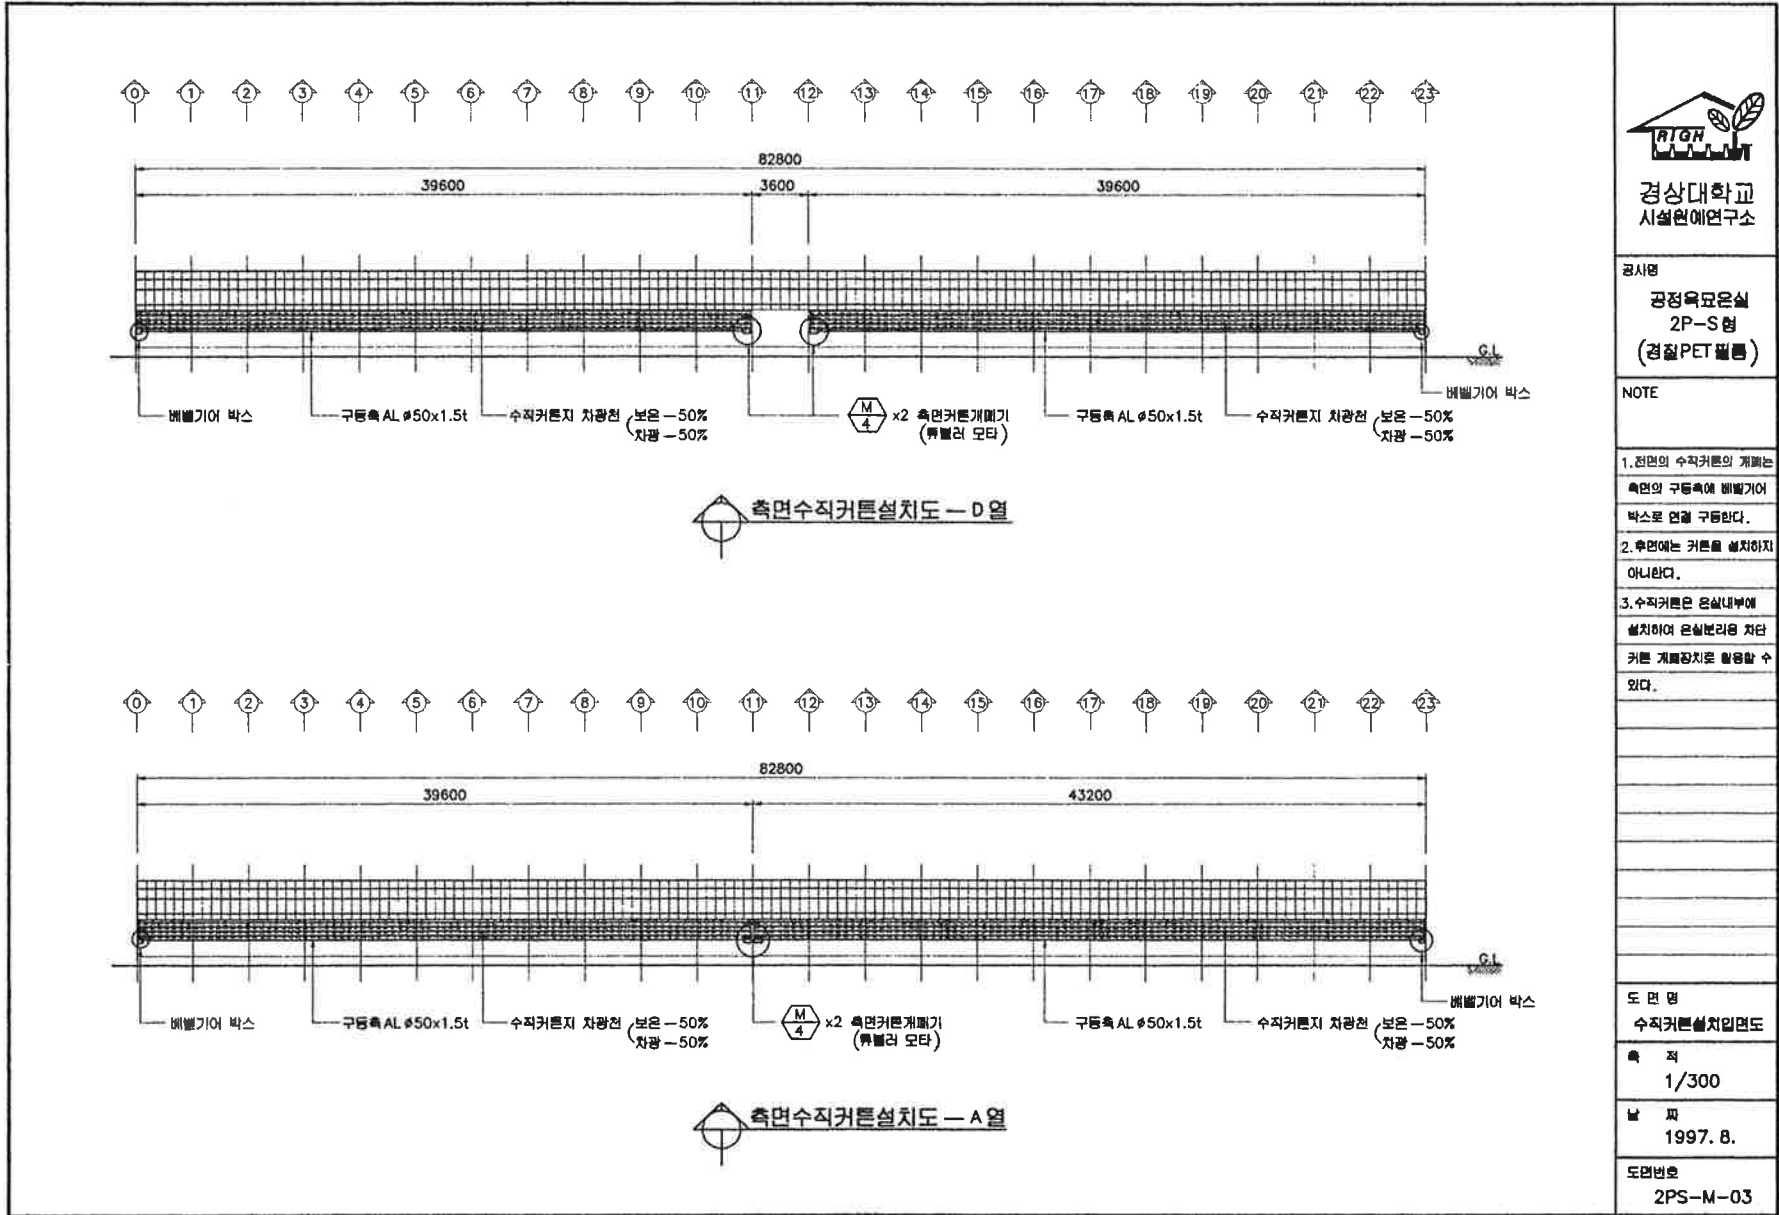 0 1 2 3 4 5 6 7 8 9 10 11 12 13 14 15 16 17 18 19 20 21 22 23
82800
39600 3600 39600
G.L
베벨기어 박스
구동축 AL ø50x1.5t
수직커튼지 차광천 (보온-50%
차광-50%
M
4
x2 측면커튼개폐기
(튜블러 모타)
구동축 AL ø50x1.5t
수직커튼지 차광천 (보온-50%
차광-50%
베벨기어 박스
측면수직커튼설치도 - D 열
0 1 2 3 4 5 6 7 8 9 10 11 12 13 14 15 16 17 18 19 20 21 22 23
82800
39600 43200
G.L
베벨기어 박스
구동축 AL ø50x1.5t
수직커튼지 차광천 (보온-50%
차광-50%
M
4
x2 측면커튼개폐기
(튜블러 모타)
구동축 AL ø50x1.5t
수직커튼지 차광천 (보온-50%
차광-50%
베벨기어 박스
측면수직커튼설치도 - A 열
RIGH
경상대학교
시설원예연구소
공사명
공정육묘온실
2P-S형
(경질PET필름)
NOTE
1.전면의 수직커튼의 개폐는
측면의 구동축에 베벨기어
박스로 연결 구동한다.
2.후면에는 커튼을 설치하지
아니한다.
3.수직커튼은 온실내부에
설치하여 온실분리용 차단
커튼 개폐장치로 활용할 수
있다.
도 면 명
수직커튼설치입면도
축 적
1/300
날 짜
1997. 8.
도면번호
2PS-M-03